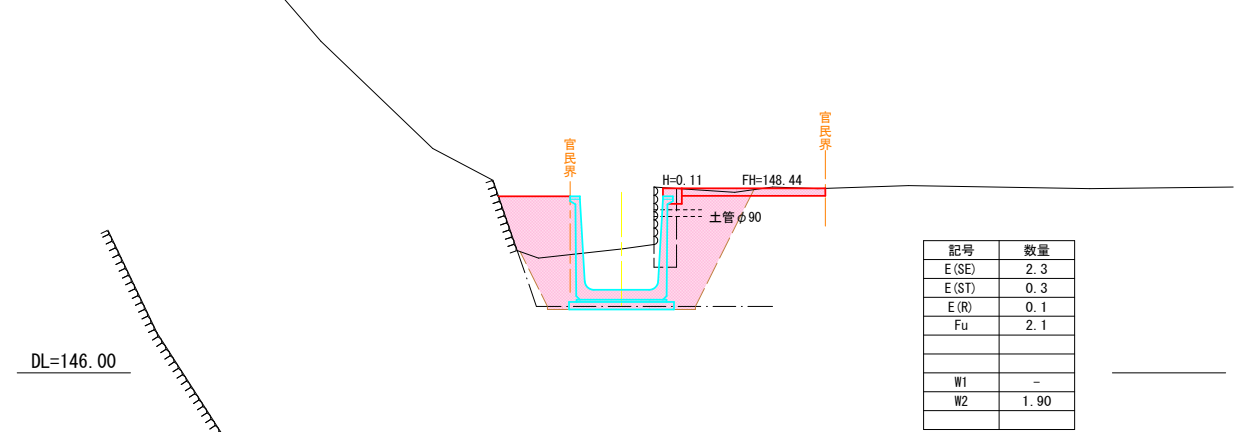 官民界
官民界
H=0.11
FH=148.44
土管φ90
DL=146.00
記号 数量
E(SE) 2.3
E(ST) 0.3
E(R) 0.1
Fu 2.1
W1 -
W2 1.90